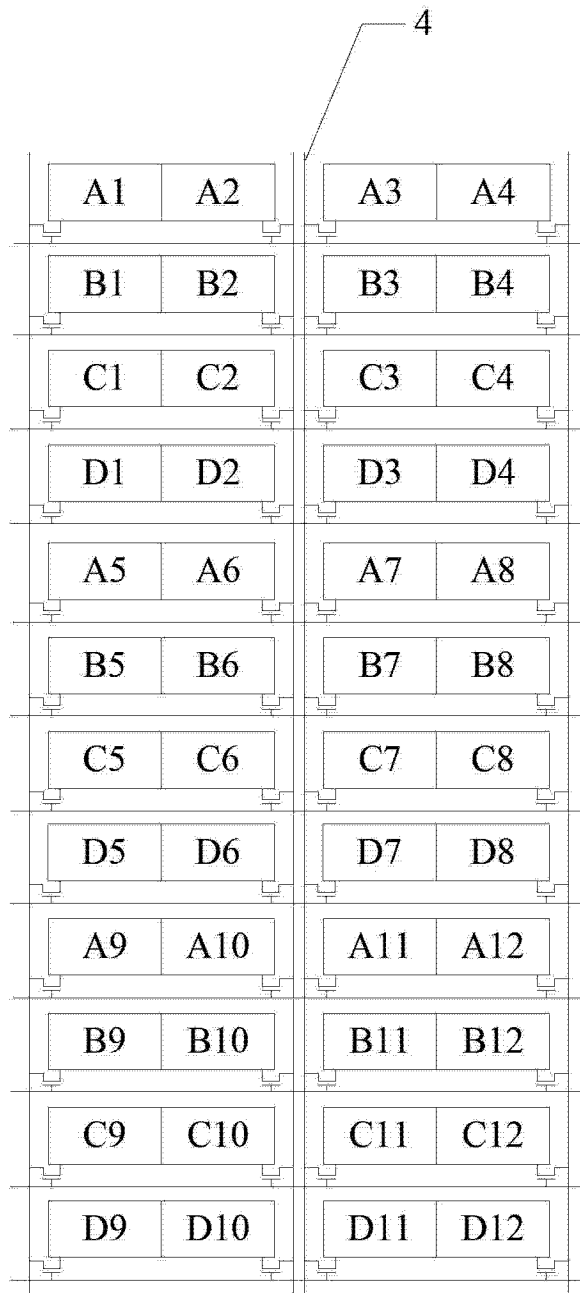 4
A1 A2 A3 A4
B1 B2 B3 B4
C1 C2 C3 C4
D1 D2 D3 D4
A5 A6 A7 A8
B5 B6 B7 B8
C5 C6 C7 C8
D5 D6 D7 D8
A9 A10 A11 A12
B9 B10 B11 B12
C9 C10 C11 C12
D9 D10 D11 D12